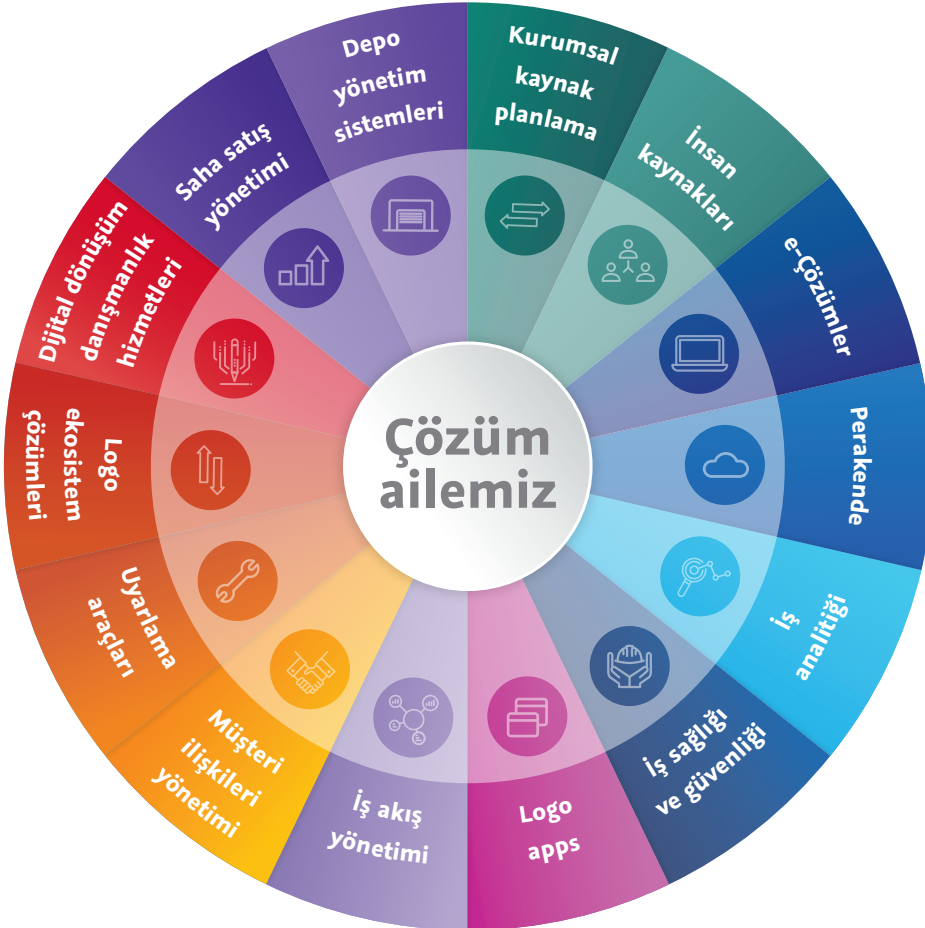 Çözüm
ailemiz
Kurumsal
kaynak
planlama
İnsan
kaynakları
e-Çözümler
Perakende
İş
analitiği
İş sağlığı
ve güvenliği
Logo
apps
İş akış
yönetimi
Müşteri
ilişkileri
yönetimi
Uyarlama
araçları
Logo
ekosistem
çözümleri
Dijital dönüşüm
danışmanlık
hizmetleri
Saha satış
yönetimi
Depo
yönetim
sistemleri